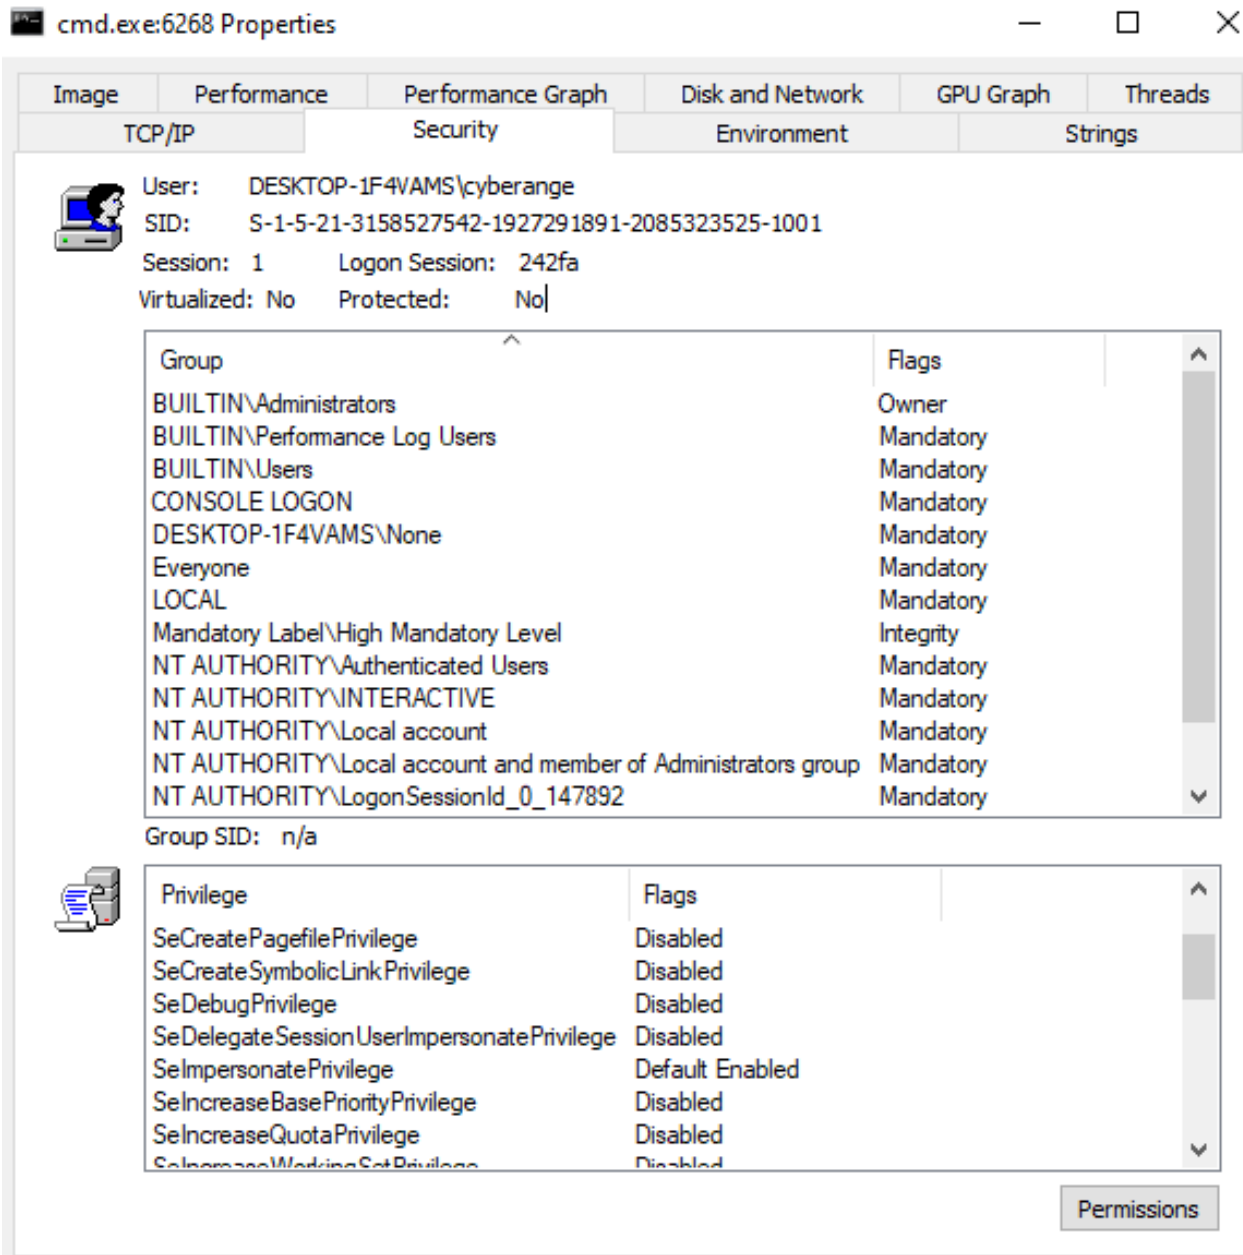 cmd.exe:6268 Properties
Image Performance Performance Graph Disk and Network GPU Graph Threads
TCP/IP Security Environment Strings
User: DESKTOP-1F4VAMS\cyberange
SID: S-1-5-21-3158527542-1927291891-2085323525-1001
Session: 1 Logon Session: 242fa
Virtualized: No Protected: No
Group Flags
BUILTIN\Administrators Owner
BUILTIN\Performance Log Users Mandatory
BUILTIN\Users Mandatory
CONSOLE LOGON Mandatory
DESKTOP-1F4VAMS\None Mandatory
Everyone Mandatory
LOCAL Mandatory
Mandatory Label\High Mandatory Level Integrity
NT AUTHORITY\Authenticated Users Mandatory
NT AUTHORITY\INTERACTIVE Mandatory
NT AUTHORITY\Local account Mandatory
NT AUTHORITY\Local account and member of Administrators group Mandatory
NT AUTHORITY\LogonSessionId_0_147892 Mandatory
Group SID: n/a
Privilege Flags
SeCreatePagefilePrivilege Disabled
SeCreateSymbolicLinkPrivilege Disabled
SeDebugPrivilege Disabled
SeDelegateSessionUserImpersonatePrivilege Disabled
SeImpersonatePrivilege Default Enabled
SeIncreaseBasePriorityPrivilege Disabled
SeIncreaseQuotaPrivilege Disabled
SeIncreaseWorkingSetPrivilege Disabled
Permissions